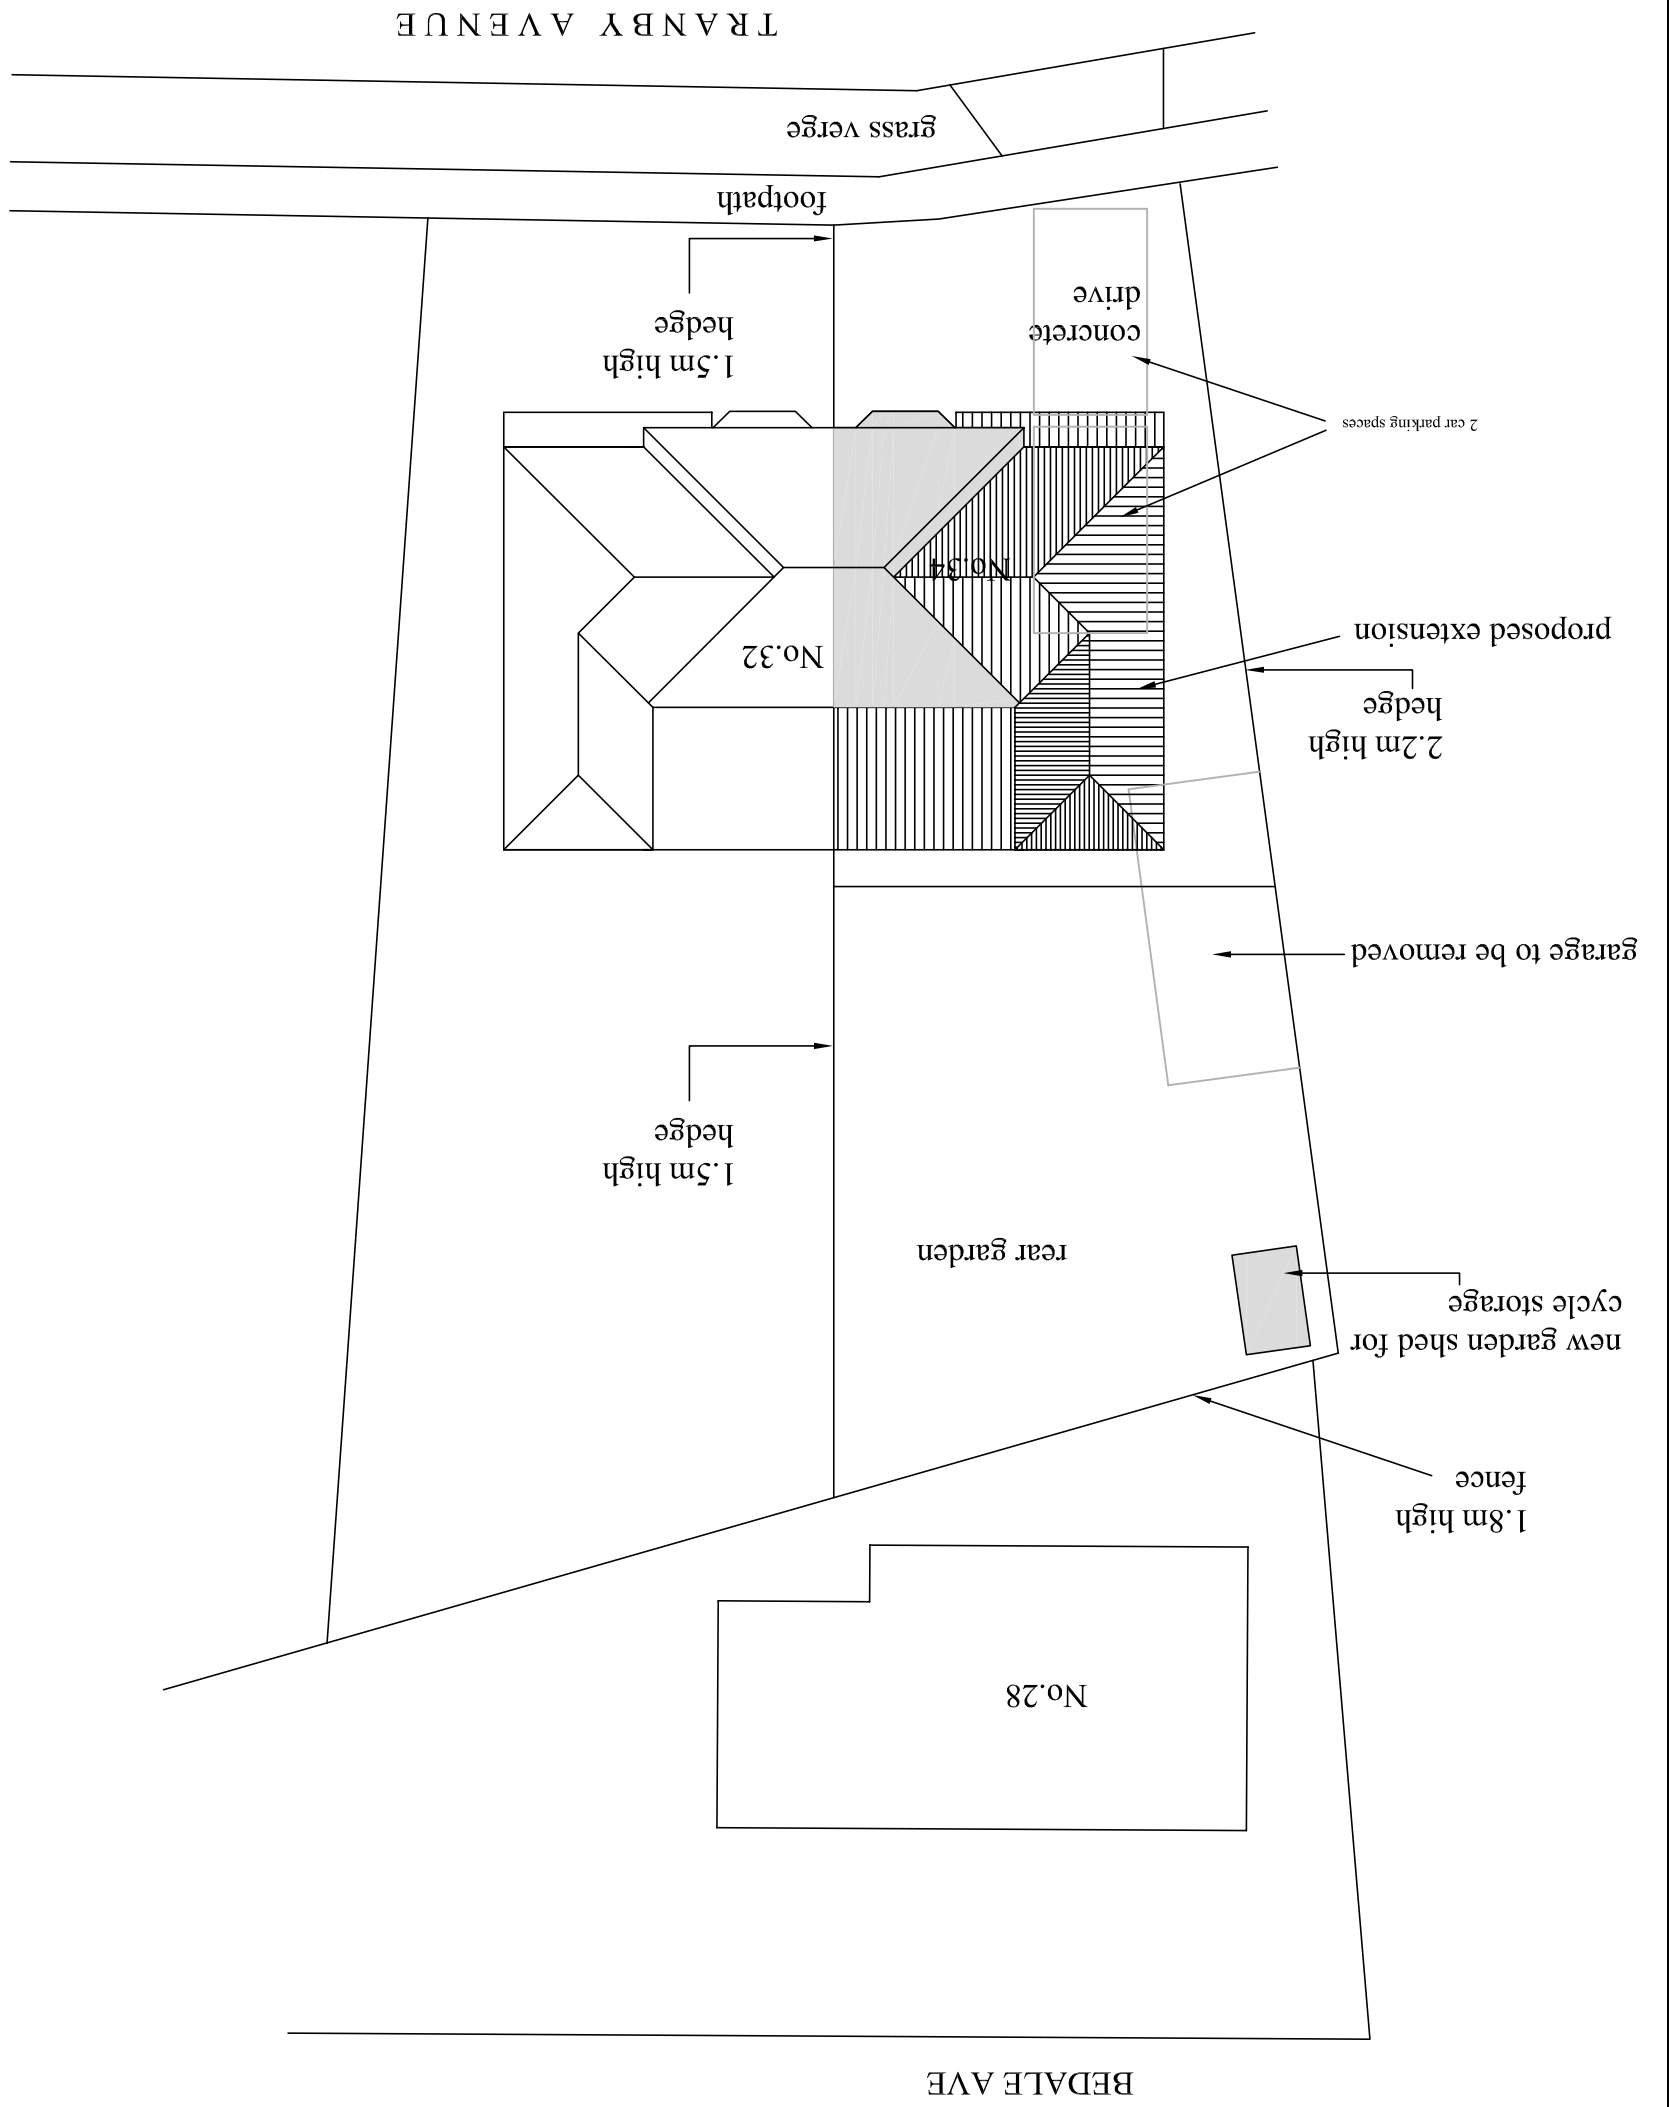 BEDALE AVE
No.28
1.8m high
fence
new garden shed for
cycle storage
rear garden
1.5m high
hedge
garage to be removed
2.2m high
hedge
proposed extension
No.32
No.34
2 car parking spaces
concrete
drive
1.5m high
hedge
footpath
grass verge
TRANBY AVENUE